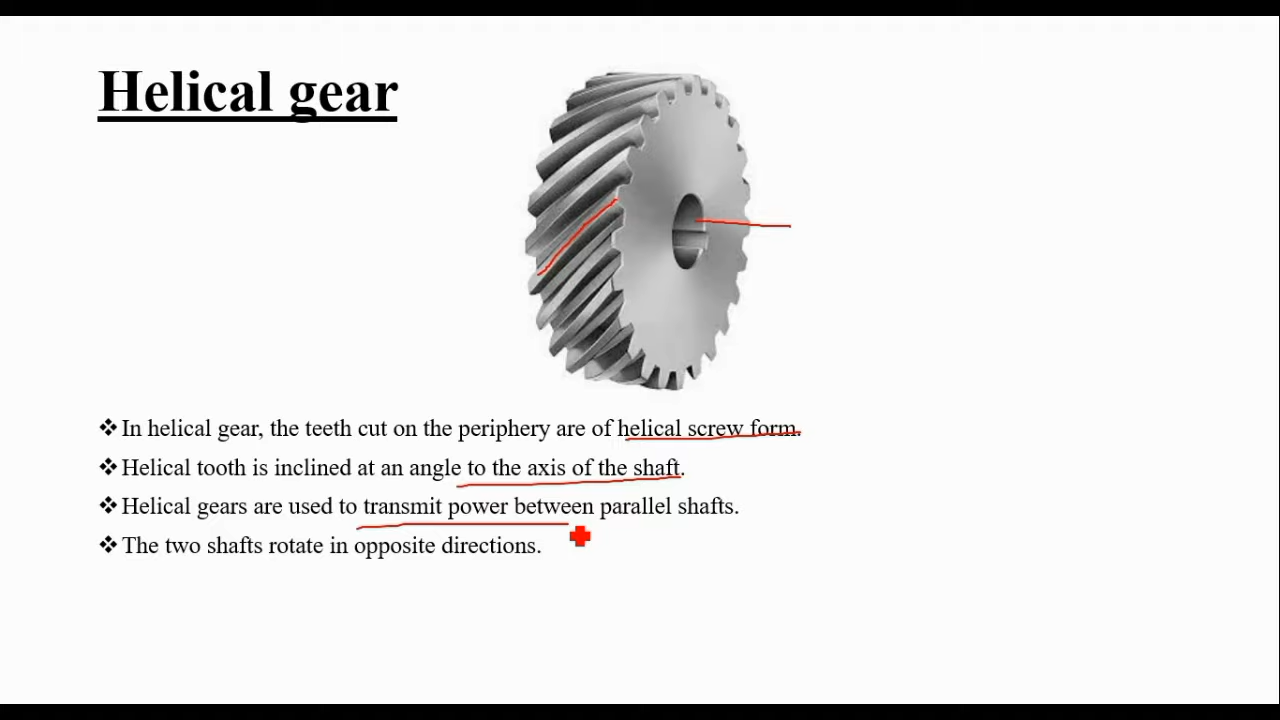 Helical gear
❖In helical gear, the teeth cut on the periphery are of helical screw form.
❖Helical tooth is inclined at an angle to the axis of the shaft.
❖Helical gears are used to transmit power between parallel shafts.
❖The two shafts rotate in opposite directions.